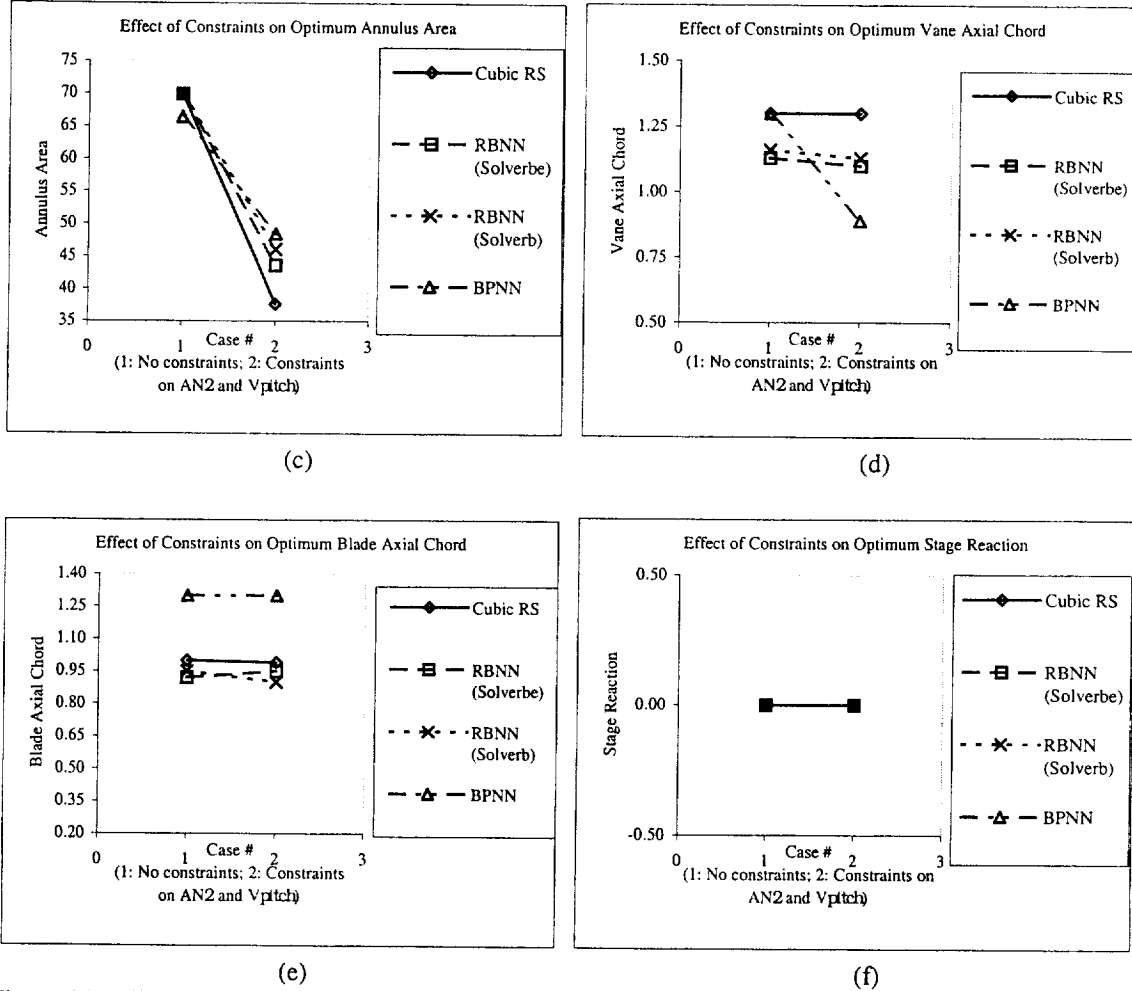 Effect of Constraints on Optimum Annulus Area
75
70
65
60
55
50
45
40
35
Annulus Area
0
1
2
3
Case #
(1: No constraints; 2: Constraints
on AN2 and Vpitch)
Cubic RS
RBNN
(Solverbe)
RBNN
(Solverb)
BPNN
(c)
Effect of Constraints on Optimum Vane Axial Chord
1.50
1.25
1.00
0.75
0.50
Vane Axial Chord
0
1
2
3
Case #
(1: No constraints; 2: Constraints on
AN2 and Vpitch)
Cubic RS
RBNN
(Solverbe)
RBNN
(Solverb)
BPNN
(d)
Effect of Constraints on Optimum Blade Axial Chord
1.40
1.25
1.10
0.95
0.80
0.65
0.50
0.35
0.20
Blade Axial Chord
0
1
2
3
Case #
(1: No constraints; 2: Constraints
on AN2 and Vpitch)
Cubic RS
RBNN
(Solverbe)
RBNN
(Solverb)
BPNN
(e)
Effect of Constraints on Optimum Stage Reaction
0.50
0.00
-0.50
Stage Reaction
0
1
2
3
Case #
(1: No constraints; 2: Constraints on
AN2 and Vpitch)
Cubic RS
RBNN
(Solverbe)
RBNN
(Solverb)
BPNN
(f)